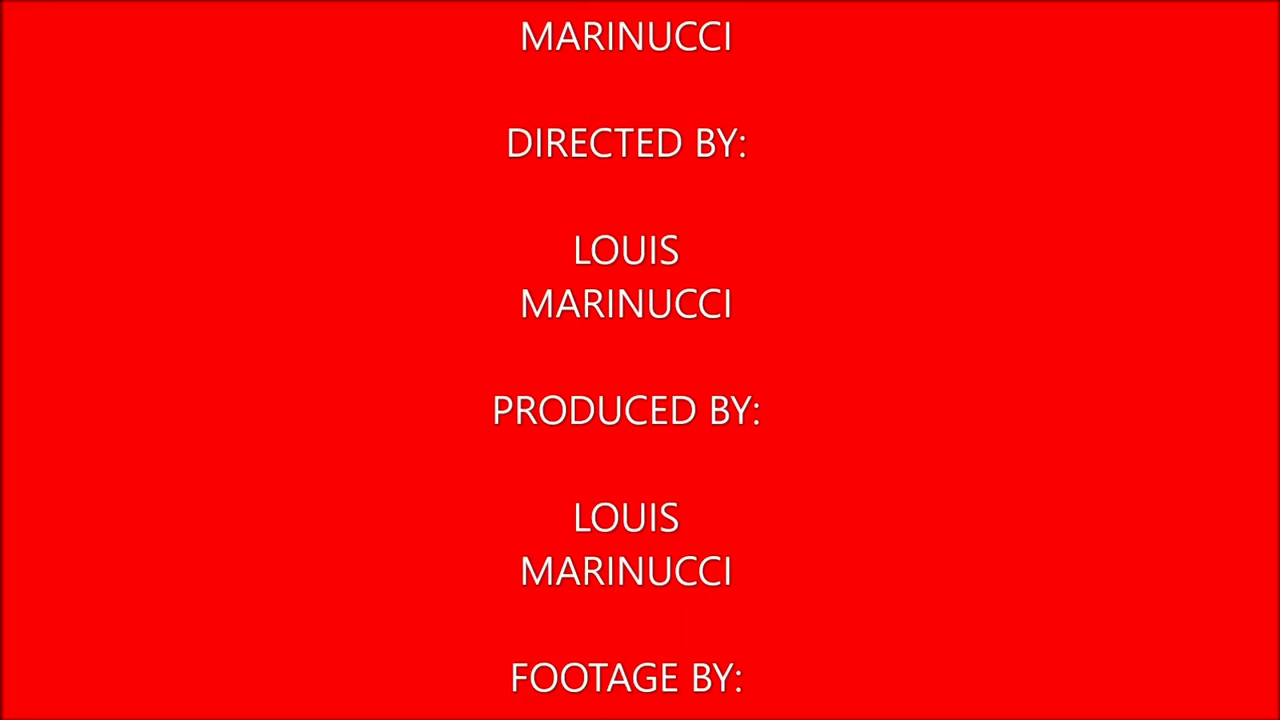 MARINUCCI
DIRECTED BY:
LOUIS
MARINUCCI
PRODUCED BY:
LOUIS
MARINUCCI
FOOTAGE BY: